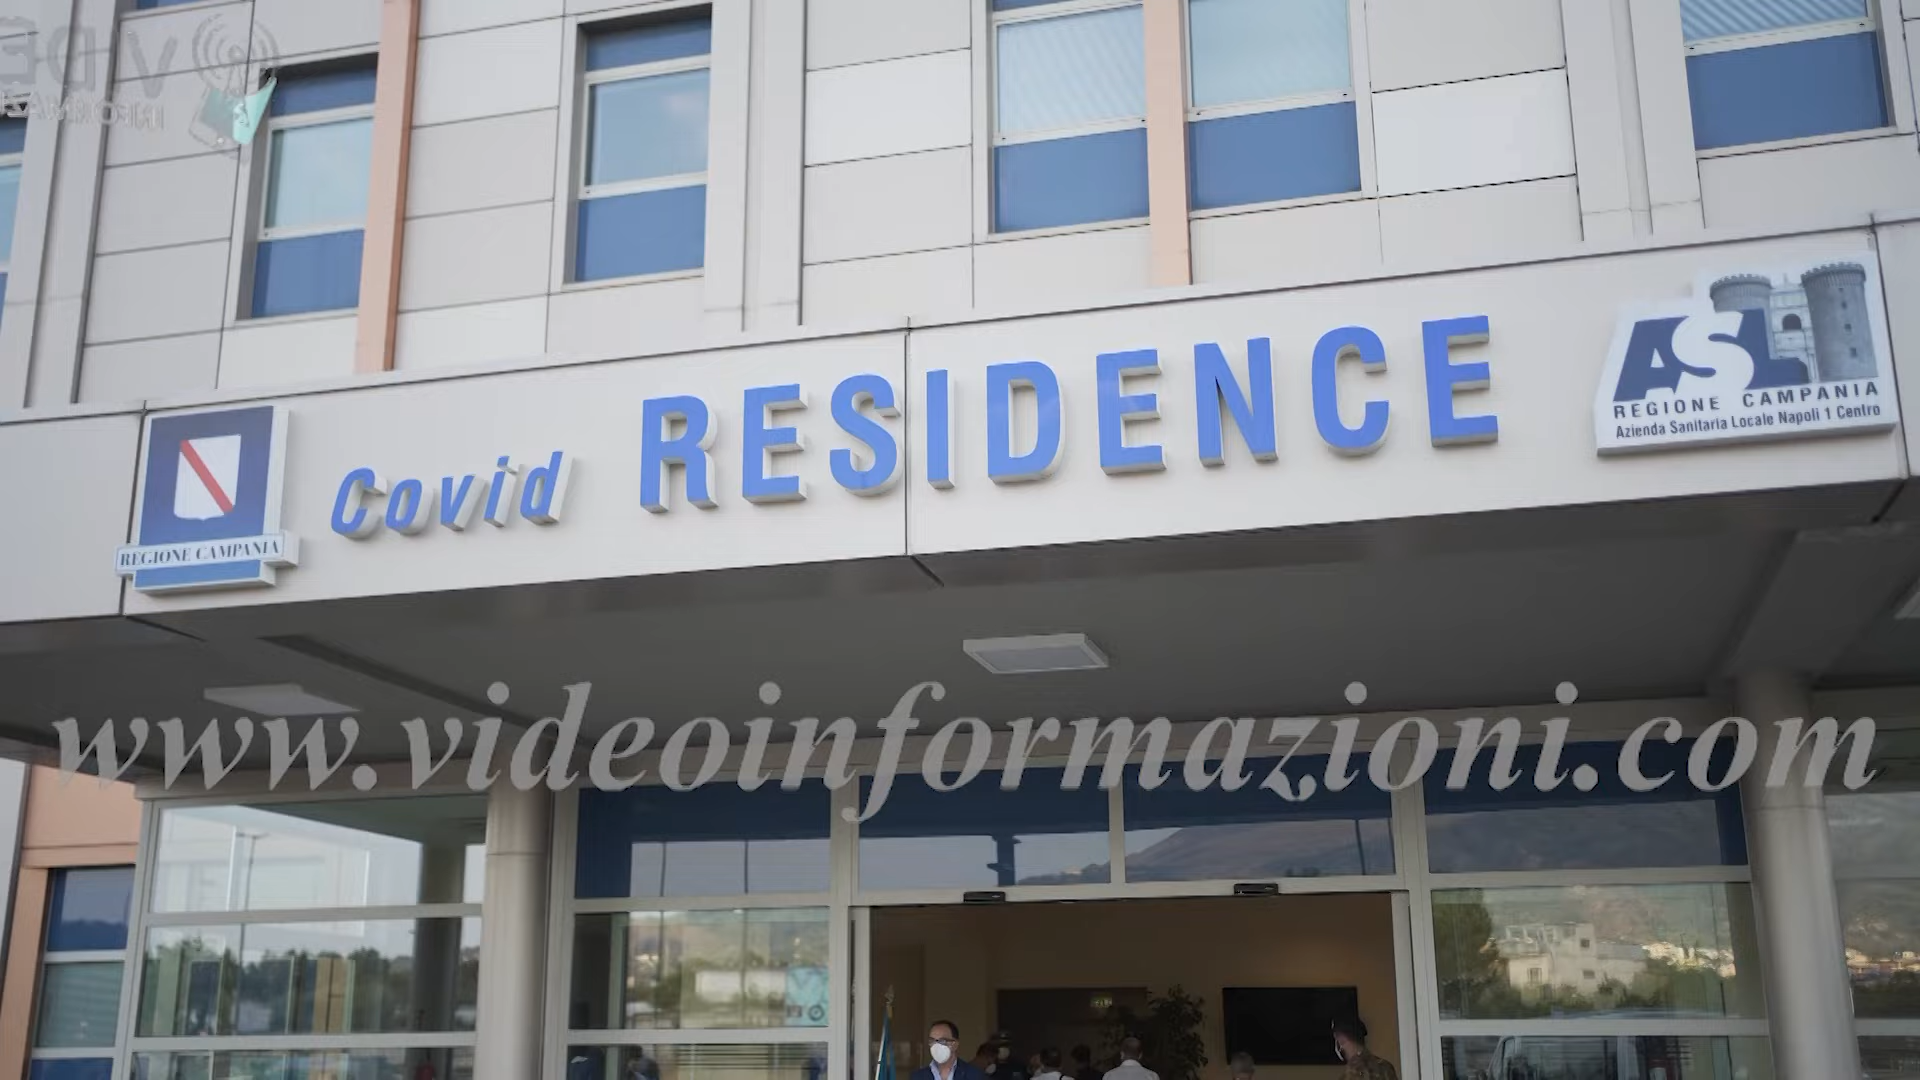 Covid RESIDENCE
REGIONE CAMPANIA
ASL
REGIONE CAMPANIA
Azienda Sanitaria Locale Napoli 1 Centro
www.videoinformazioni.com